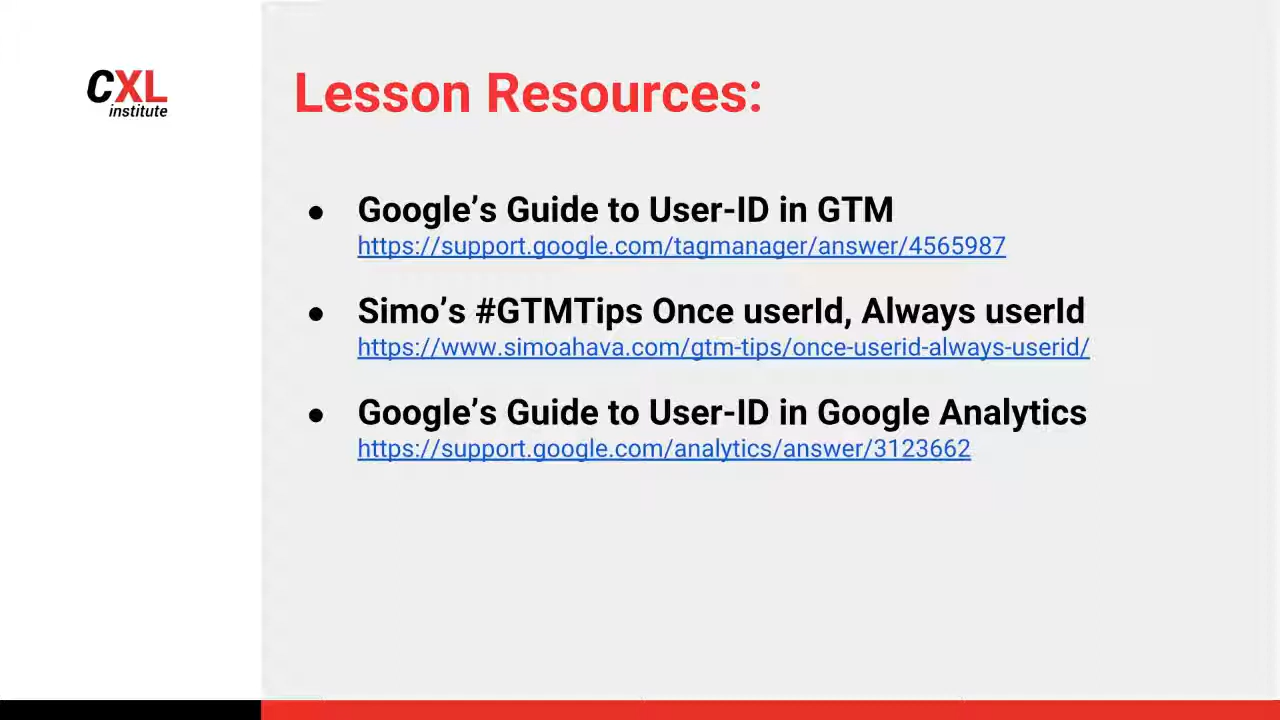 CXL
institute
Lesson Resources:
● Google’s Guide to User-ID in GTM
https://support.google.com/tagmanager/answer/4565987
● Simo’s #GTMTips Once userId, Always userId
https://www.simoahava.com/gtm-tips/once-userid-always-userid/
● Google’s Guide to User-ID in Google Analytics
https://support.google.com/analytics/answer/3123662